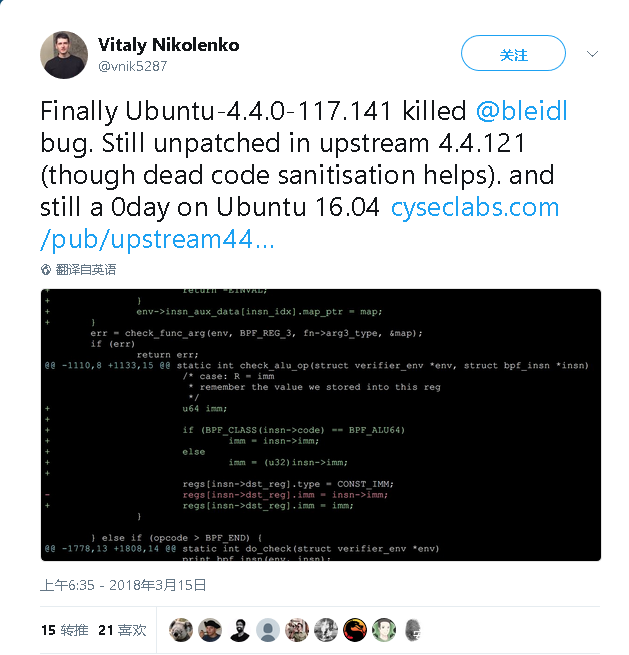 Vitaly Nikolenko
@vnik5287
关注
Finally Ubuntu-4.4.0-117.141 killed @bleidl
bug. Still unpatched in upstream 4.4.121
(though dead code sanitisation helps). and
still a 0day on Ubuntu 16.04 cyseclabs.com
/pub/upstream44…
翻译自英语
+ return -EINVAL;
+ }
+ env->insn_aux_data[insn_idx].map_ptr = map;
+ }
err = check_func_arg(env, BPF_REG_3, fn->arg3_type, &map);
if (err)
return err;
@@ -1110,8 +1133,15 @@ static int check_alu_op(struct verifier_env *env, struct bpf_insn *insn)
/* case: R = imm
* remember the value we stored into this reg
*/
+ u64 imm;
+
+ if (BPF_CLASS(insn->code) == BPF_ALU64)
+ imm = insn->imm;
+ else
+ imm = (u32)insn->imm;
+
regs[insn->dst_reg].type = CONST_IMM;
- regs[insn->dst_reg].imm = insn->imm;
+ regs[insn->dst_reg].imm = imm;
}
} else if (opcode > BPF_END) {
@@ -1778,13 +1808,14 @@ static int do_check(struct verifier_env *env)
print_bpf_insn(env, insn);
上午6:35 - 2018年3月15日
15 转推 21 喜欢